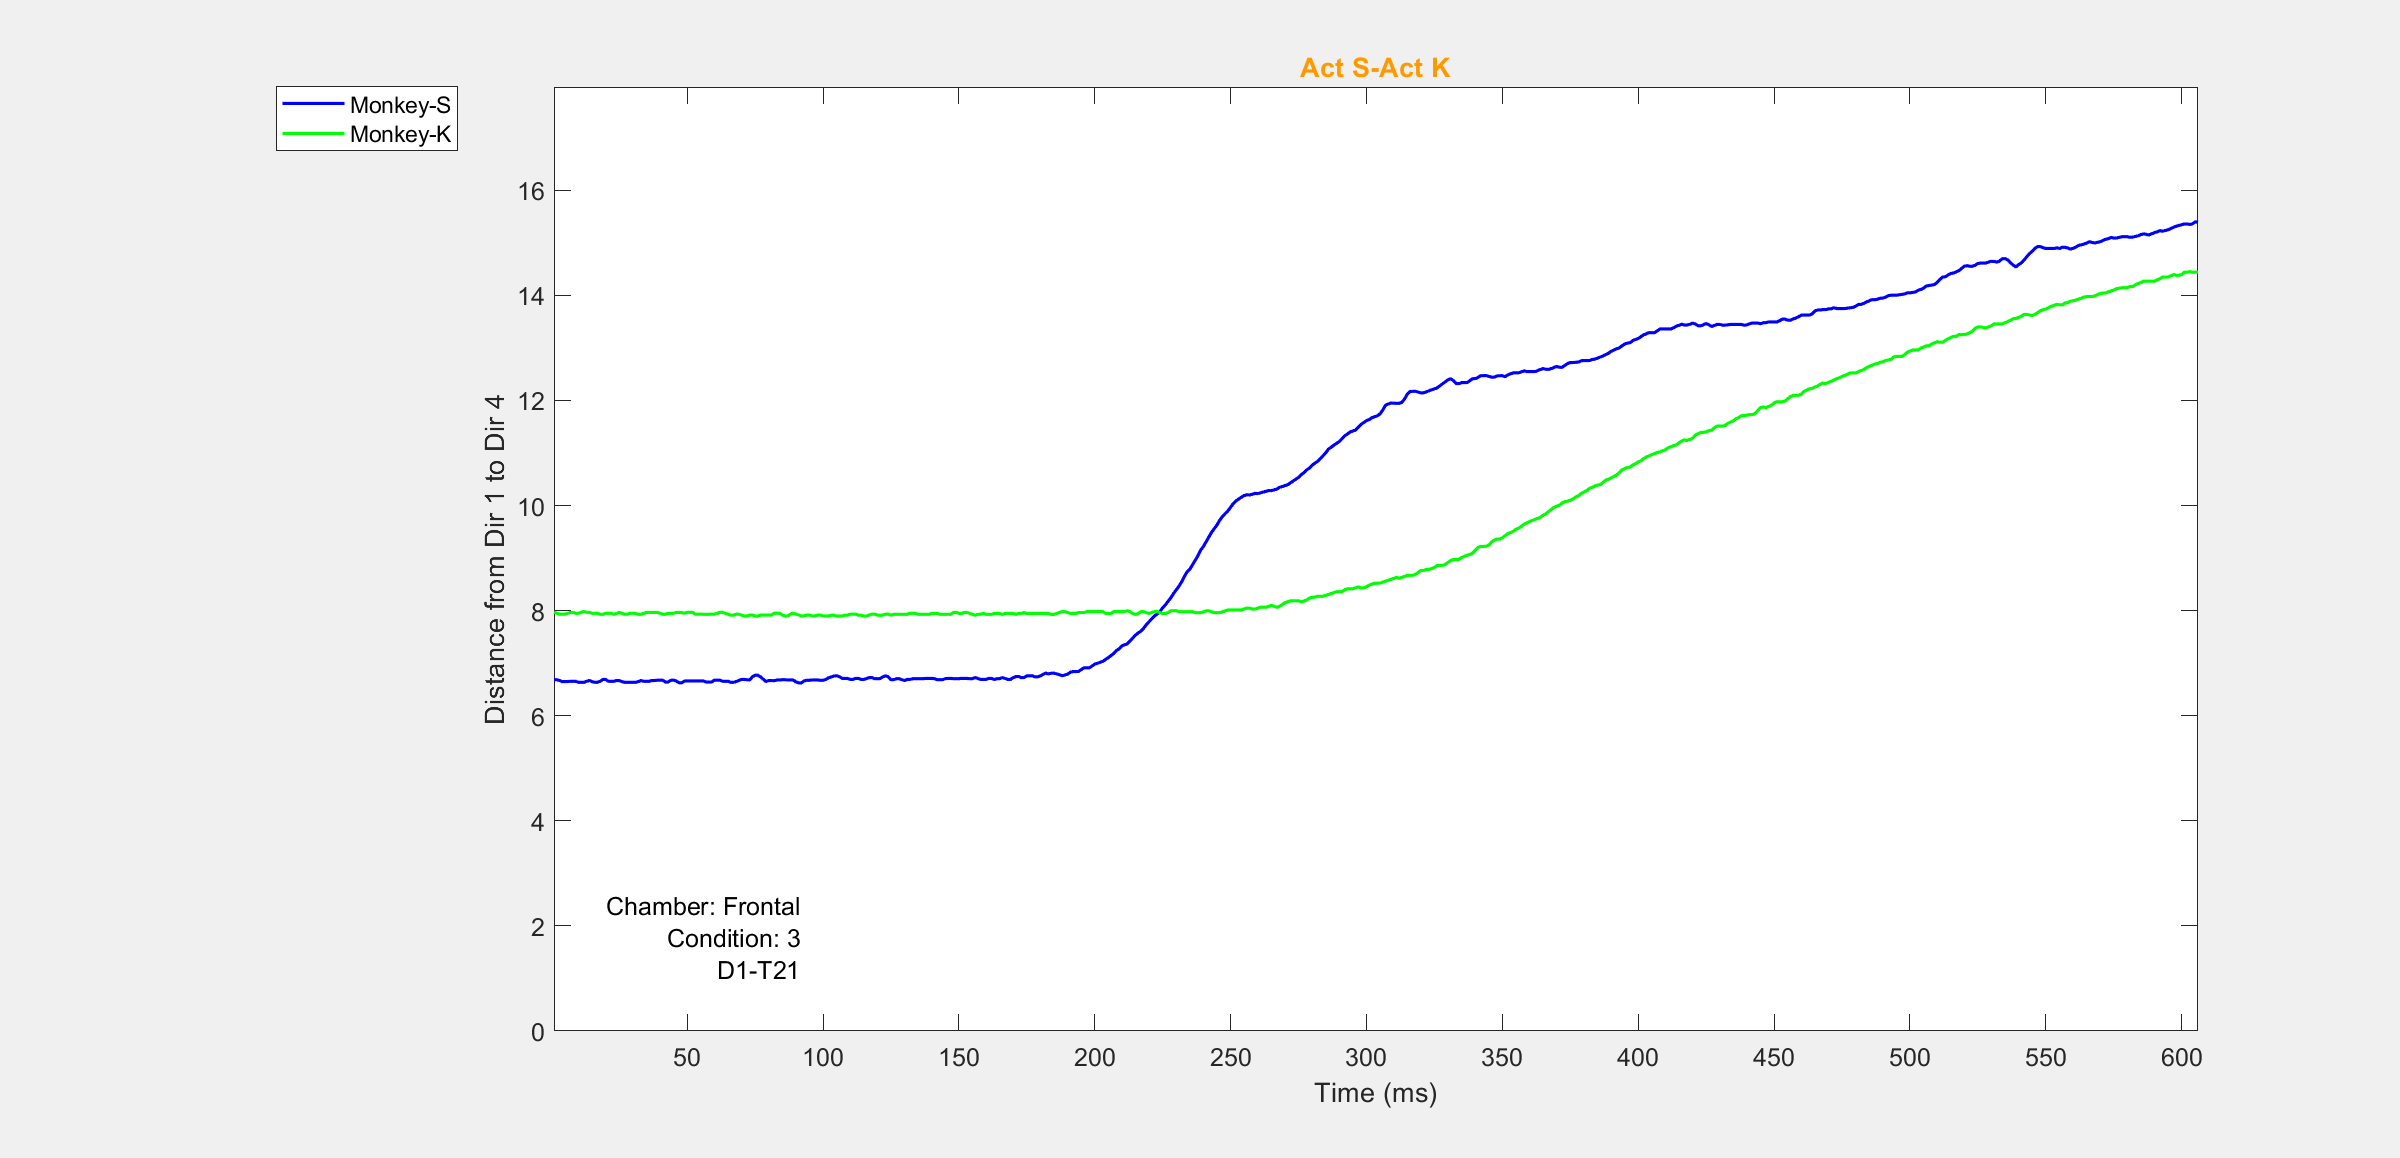 Act S-Act K
Monkey-S
Monkey-K
16
14
12
10
8
6
4
2
0
Distance from Dir 1 to Dir 4
Chamber: Frontal
Condition: 3
D1-T21
50 100 150 200 250 300 350 400 450 500 550 600
Time (ms)